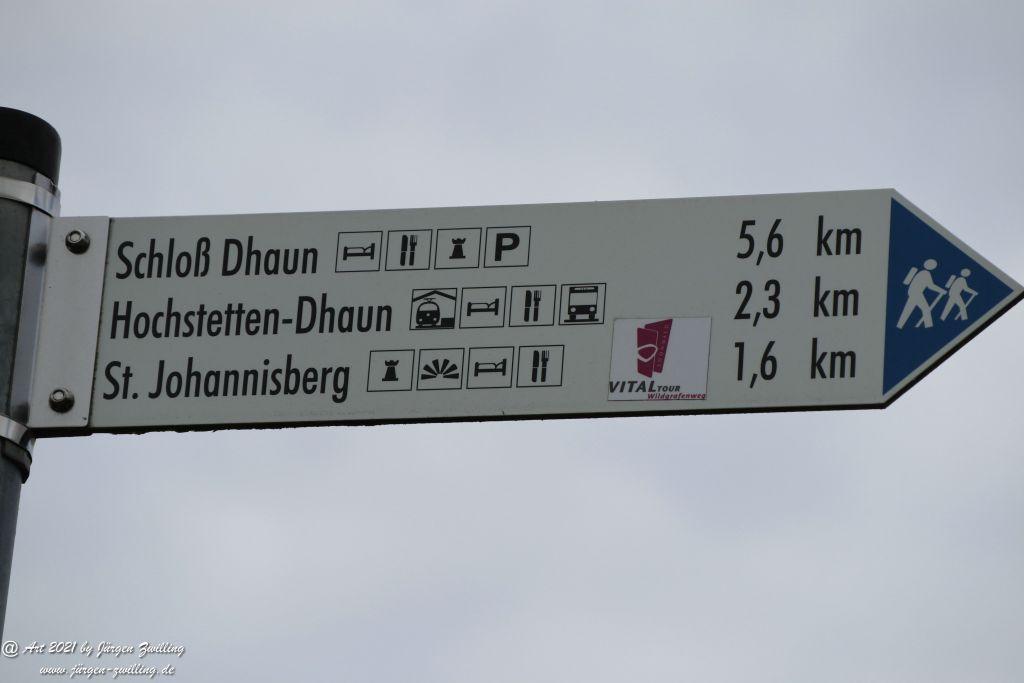 Schloß Dhaun P 5,6 km
Hochstetten-Dhaun 2,3 km
St. Johannisberg 1,6 km
VITALTOUR
Wildgrafenweg
@ Art 2021 by Jürgen Zwilling
www.jürgen-zwilling.de